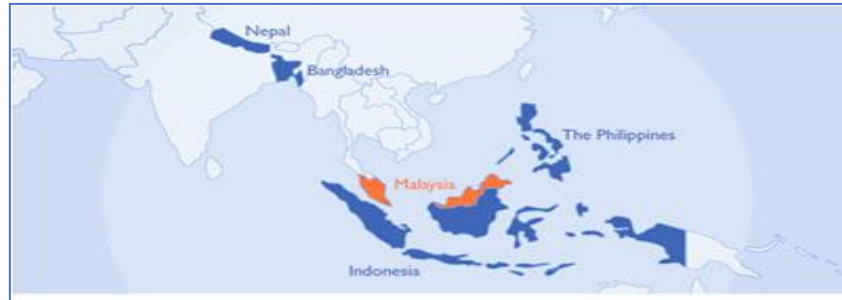 Nepal
Bangladesh
The Philippines
Malaysia
Indonesia